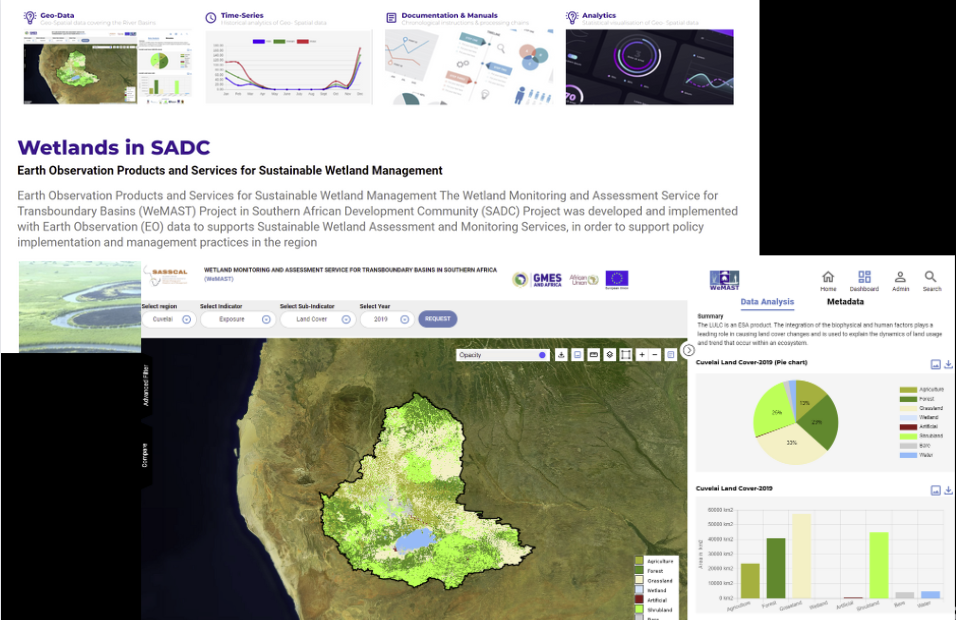 Geo-Data
Geo-Spatial data covering the River Basins
Time-Series
Historical analytics of Geo- Spatial data
Documentation & Manuals
Chronological instructions & processing chains
Analytics
Statistical visualisation of Geo- Spatial data
Wetlands in SADC
Earth Observation Products and Services for Sustainable Wetland Management
Earth Observation Products and Services for Sustainable Wetland Management The Wetland Monitoring and Assessment Service for
Transboundary Basins (WeMAST) Project in Southern African Development Community (SADC) Project was developed and implemented
with Earth Observation (EO) data to supports Sustainable Wetland Assessment and Monitoring Services, in order to support policy
implementation and management practices in the region
SASSCAL
WETLAND MONITORING AND ASSESSMENT SERVICE FOR TRANSBOUNDARY BASINS IN SOUTHERN AFRICA
(WeMAST)
GMES
AND AFRICA
African
Union
European Union
WeMAST
Home
Dashboard
Admin
Search
Select region
Select Indicator
Select Sub-Indicator
Select Year
Cuvelai
Exposure
Land Cover
2019
REQUEST
Data Analysis
Metadata
Summary
The LULC is an ESA product. The integration of the biophysical and human factors plays a
leading role in causing land cover changes and is used to explain the dynamics of land usage
and trend that occur within an ecosystem.
Advanced Filter
Compare
Opacity
Cuvelai Land Cover-2019 (Pie chart)
13%
23%
33%
25%
Agriculture
Forest
Grassland
Wetland
Artificial
Shrubland
Bare
Water
Cuvelai Land Cover-2019
Area in km2
60000 km2
50000 km2
40000 km2
30000 km2
20000 km2
10000 km2
0 km2
Agriculture
Forest
Grassland
Wetland
Artificial
Shrubland
Bare
Water
Agriculture
Forest
Grassland
Wetland
Artificial
Shrubland
Bare